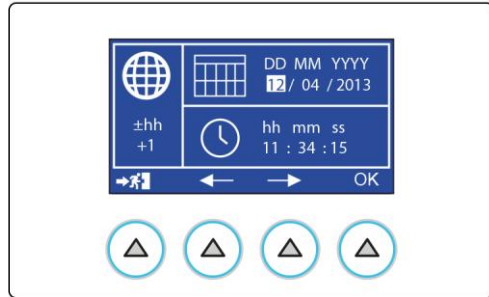 DD MM YYYY
12/ 04 / 2013
±hh
+1
hh mm ss
11 : 34 : 15
OK